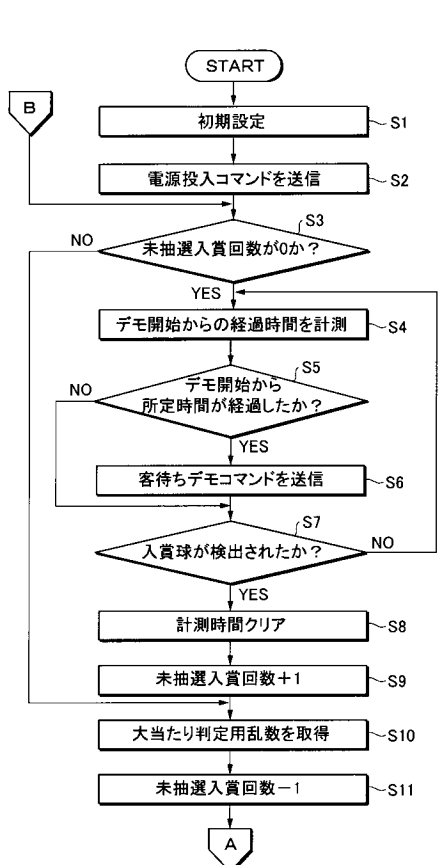 START
B
初期設定
S1
電源投入コマンドを送信
S2
S3
NO
未抽選入賞回数が0か？
YES
デモ開始からの経過時間を計測
S4
S5
NO
デモ開始から
所定時間が経過したか？
YES
客待ちデモコマンドを送信
S6
S7
入賞球が検出されたか？
NO
YES
計測時間クリア
S8
未抽選入賞回数＋1
S9
大当たり判定用乱数を取得
S10
未抽選入賞回数－1
S11
A